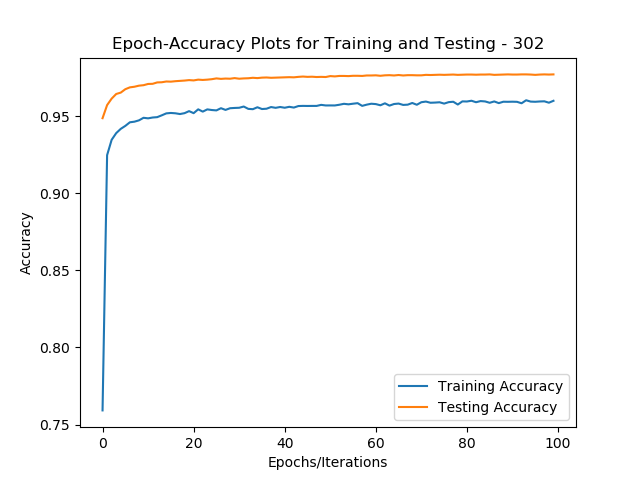 Epoch-Accuracy Plots for Training and Testing - 302
Accuracy
0.95
0.90
0.85
0.80
0.75
Training Accuracy
Testing Accuracy
0 20 40 60 80 100
Epochs/Iterations